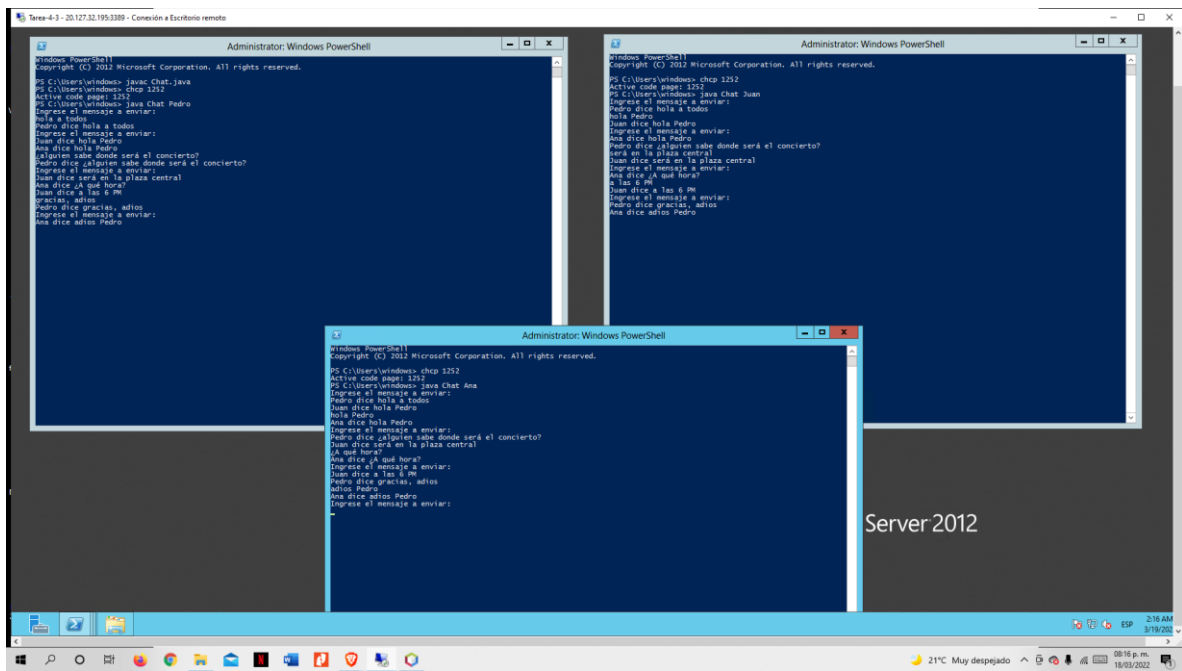 Tarea-4-3 - 20.127.32.195:3389 - Conexión a Escritorio remoto
Administrator: Windows PowerShell
Windows PowerShell
Copyright (C) 2012 Microsoft Corporation. All rights reserved.
PS C:\Users\windows> javac Chat.java
PS C:\Users\windows> chcp 1252
Active code page: 1252
PS C:\Users\windows> java Chat Pedro
Ingrese el mensaje a enviar:
hola a todos
Pedro dice hola a todos
Ingrese el mensaje a enviar:
Juan dice hola Pedro
Ana dice hola Pedro
¿alguien sabe donde será el concierto?
Pedro dice ¿alguien sabe donde será el concierto?
Ingrese el mensaje a enviar:
Juan dice será en la plaza central
Ana dice ¿A qué hora?
Juan dice a las 6 PM
gracias, adios
Pedro dice gracias, adios
Ingrese el mensaje a enviar:
Ana dice adios Pedro
Administrator: Windows PowerShell
Windows PowerShell
Copyright (C) 2012 Microsoft Corporation. All rights reserved.
PS C:\Users\windows> chcp 1252
Active code page: 1252
PS C:\Users\windows> java Chat Juan
Ingrese el mensaje a enviar:
Pedro dice hola a todos
hola Pedro
Juan dice hola Pedro
Ingrese el mensaje a enviar:
Ana dice hola Pedro
Pedro dice ¿alguien sabe donde será el concierto?
será en la plaza central
Juan dice será en la plaza central
Ingrese el mensaje a enviar:
Ana dice ¿A qué hora?
a las 6 PM
Juan dice a las 6 PM
Ingrese el mensaje a enviar:
Pedro dice gracias, adios
Ana dice adios Pedro
Administrator: Windows PowerShell
Windows PowerShell
Copyright (C) 2012 Microsoft Corporation. All rights reserved.
PS C:\Users\windows> chcp 1252
Active code page: 1252
PS C:\Users\windows> java Chat Ana
Ingrese el mensaje a enviar:
Pedro dice hola a todos
Juan dice hola Pedro
hola Pedro
Ana dice hola Pedro
Ingrese el mensaje a enviar:
Pedro dice ¿alguien sabe donde será el concierto?
Juan dice será en la plaza central
¿A qué hora?
Ana dice ¿A qué hora?
Ingrese el mensaje a enviar:
Juan dice a las 6 PM
Pedro dice gracias, adios
adios Pedro
Ana dice adios Pedro
Ingrese el mensaje a enviar:
Server 2012
ESP
2:16 AM
3/19/202
21°C Muy despejado
08:16 p. m.
18/03/2022